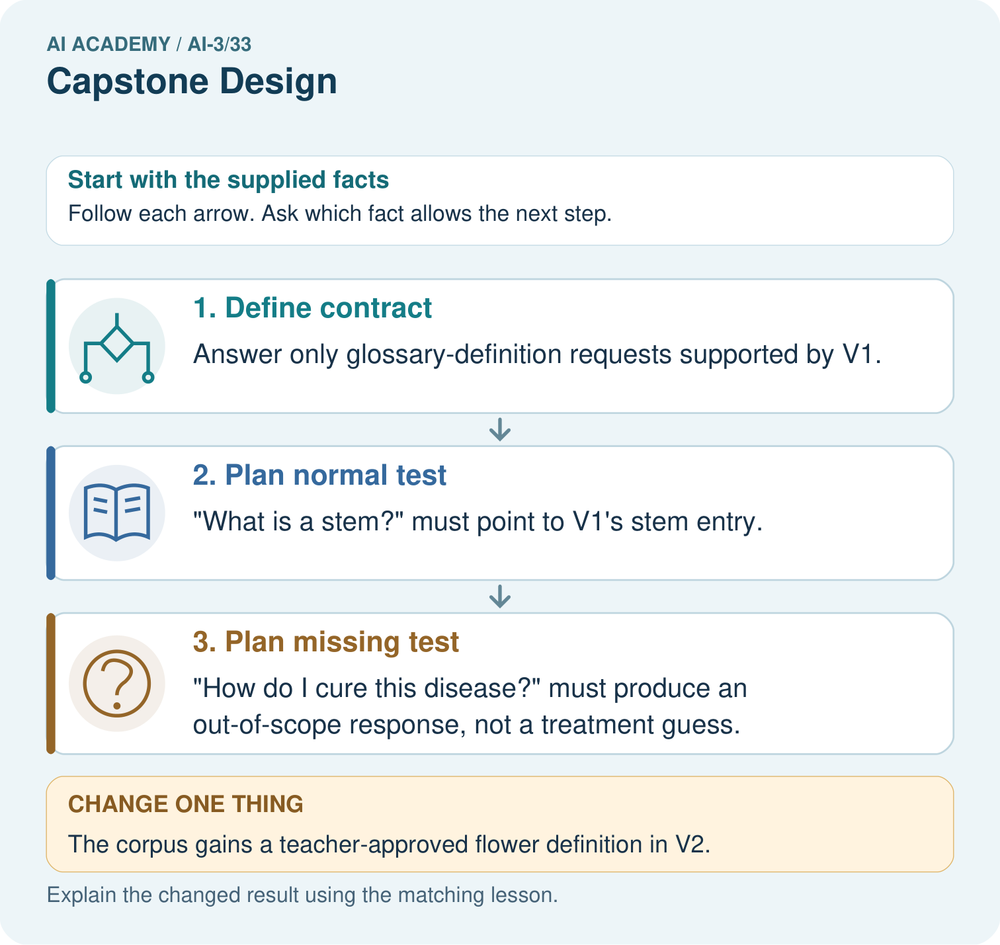 AI ACADEMY / AI-3/33
Capstone Design
Start with the supplied facts
Follow each arrow. Ask which fact allows the next step.
1. Define contract
Answer only glossary-definition requests supported by V1.
2. Plan normal test
"What is a stem?" must point to V1's stem entry.
3. Plan missing test
"How do I cure this disease?" must produce an
out-of-scope response, not a treatment guess.
CHANGE ONE THING
The corpus gains a teacher-approved flower definition in V2.
Explain the changed result using the matching lesson.